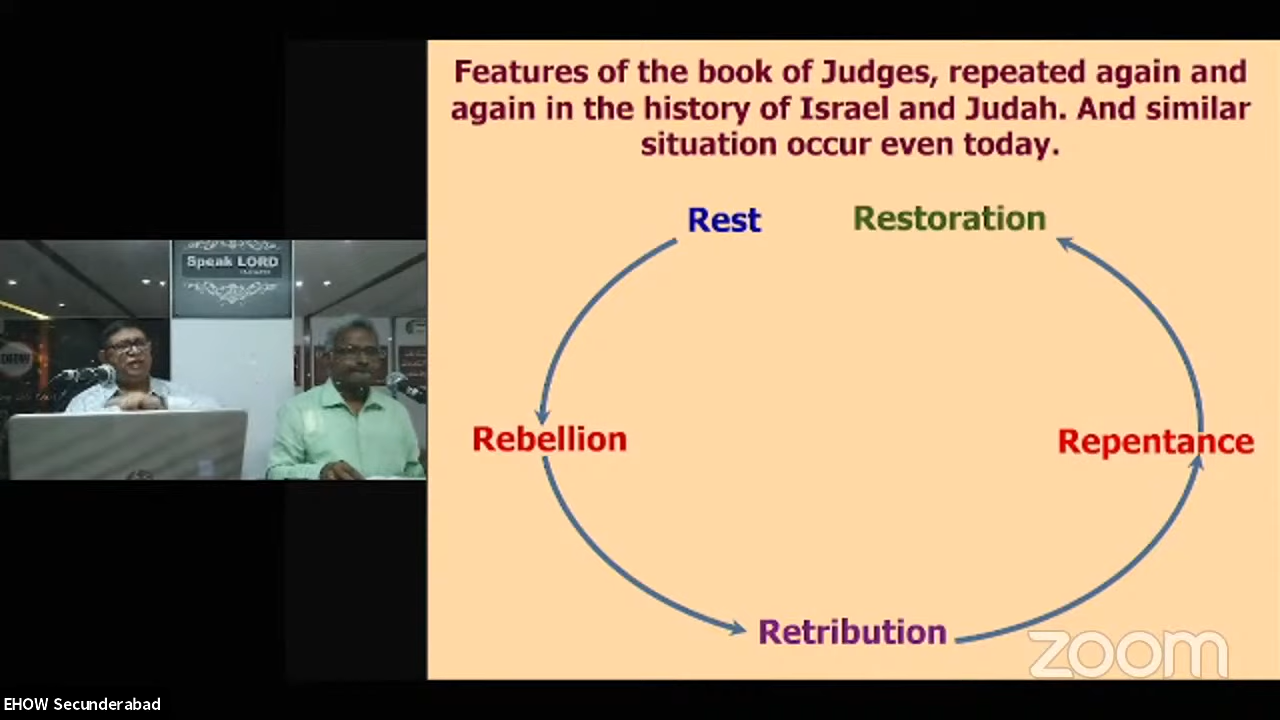 Features of the book of Judges, repeated again and
again in the history of Israel and Judah. And similar
situation occur even today.
Rest
Restoration
Rebellion
Repentance
Retribution
Speak LORD
zoom
EHOW Secunderabad